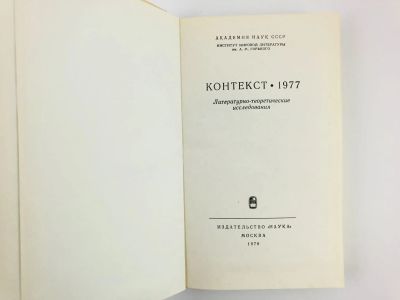 АКАДЕМИЯ НАУК СССР
ИНСТИТУТ МИРОВОЙ ЛИТЕРАТУРЫ
им. А. М. ГОРЬКОГО
КОНТЕКСТ • 1977
Литературно-теоретические
исследования
ИЗДАТЕЛЬСТВО «НАУКА»
МОСКВА
1978